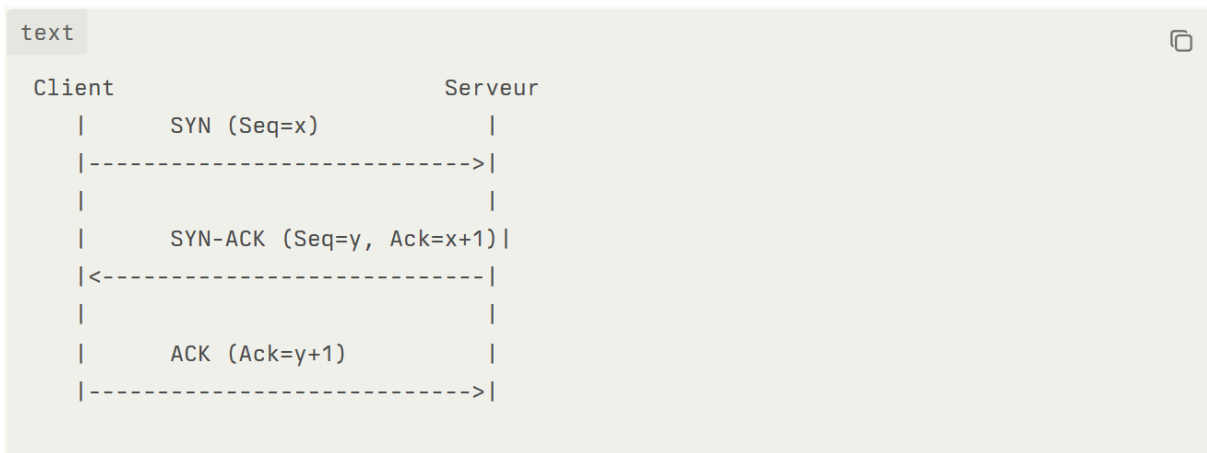 text
Client                        Serveur
   |      SYN (Seq=x)            |
   |---------------------------->|
   |                             |
   |      SYN-ACK (Seq=y, Ack=x+1)|
   |<----------------------------|
   |                             |
   |      ACK (Ack=y+1)          |
   |---------------------------->|